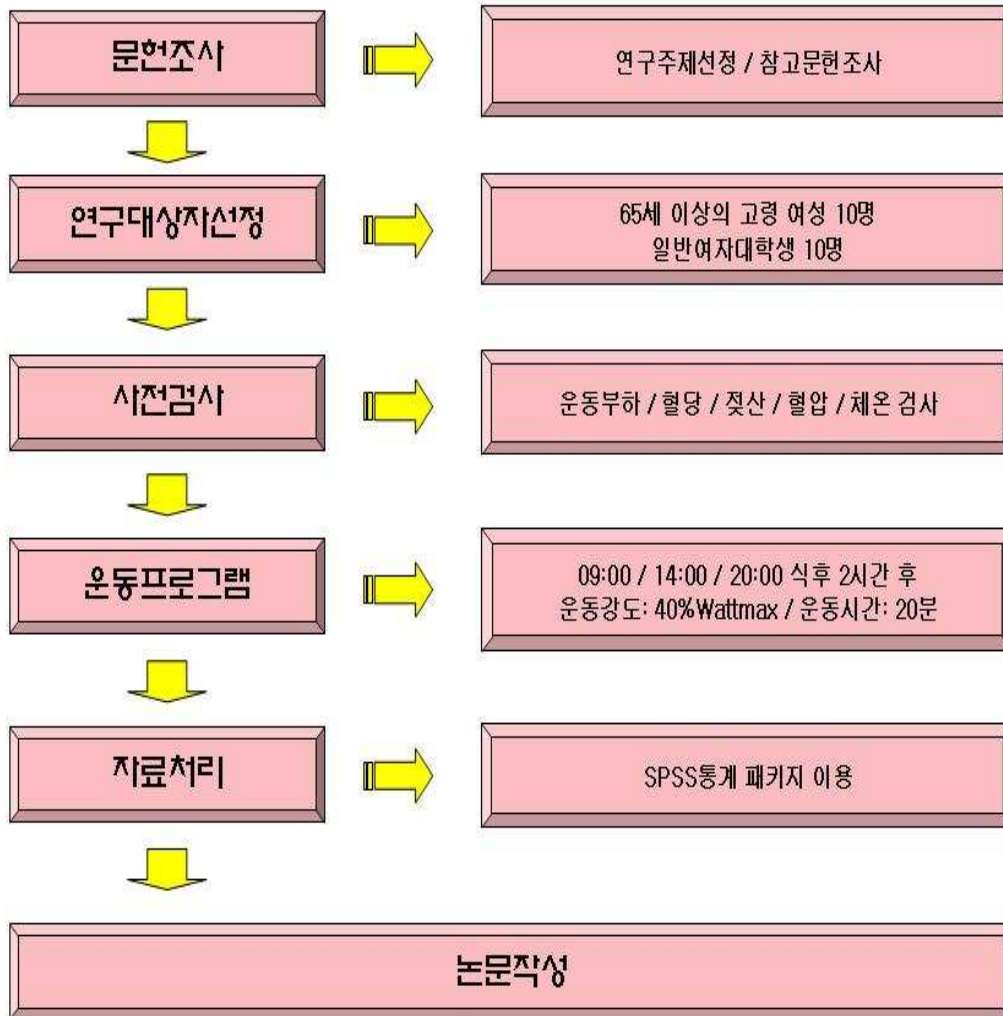 문헌조사
연구주제선정 / 참고문헌조사
연구대상자선정
65세 이상의 고령 여성 10명
일반여자대학생 10명
사전검사
운동부하 / 혈당 / 젖산 / 혈압 / 체온 검사
운동프로그램
09:00 / 14:00 / 20:00 식후 2시간 후
운동강도: 40%Wattmax / 운동시간: 20분
자료처리
SPSS통계 패키지 이용
논문작성